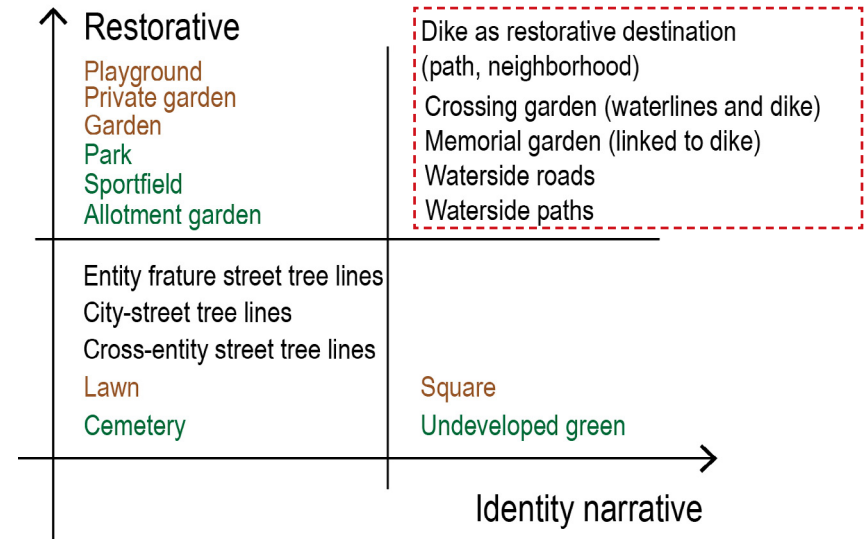 Restorative
Playground
Private garden
Garden
Park
Sportfield
Allotment garden
Dike as restorative destination
(path, neighborhood)
Crossing garden (waterlines and dike)
Memorial garden (linked to dike)
Waterside roads
Waterside paths
Entity frature street tree lines
City-street tree lines
Cross-entity street tree lines
Lawn
Cemetery
Square
Undeveloped green
Identity narrative